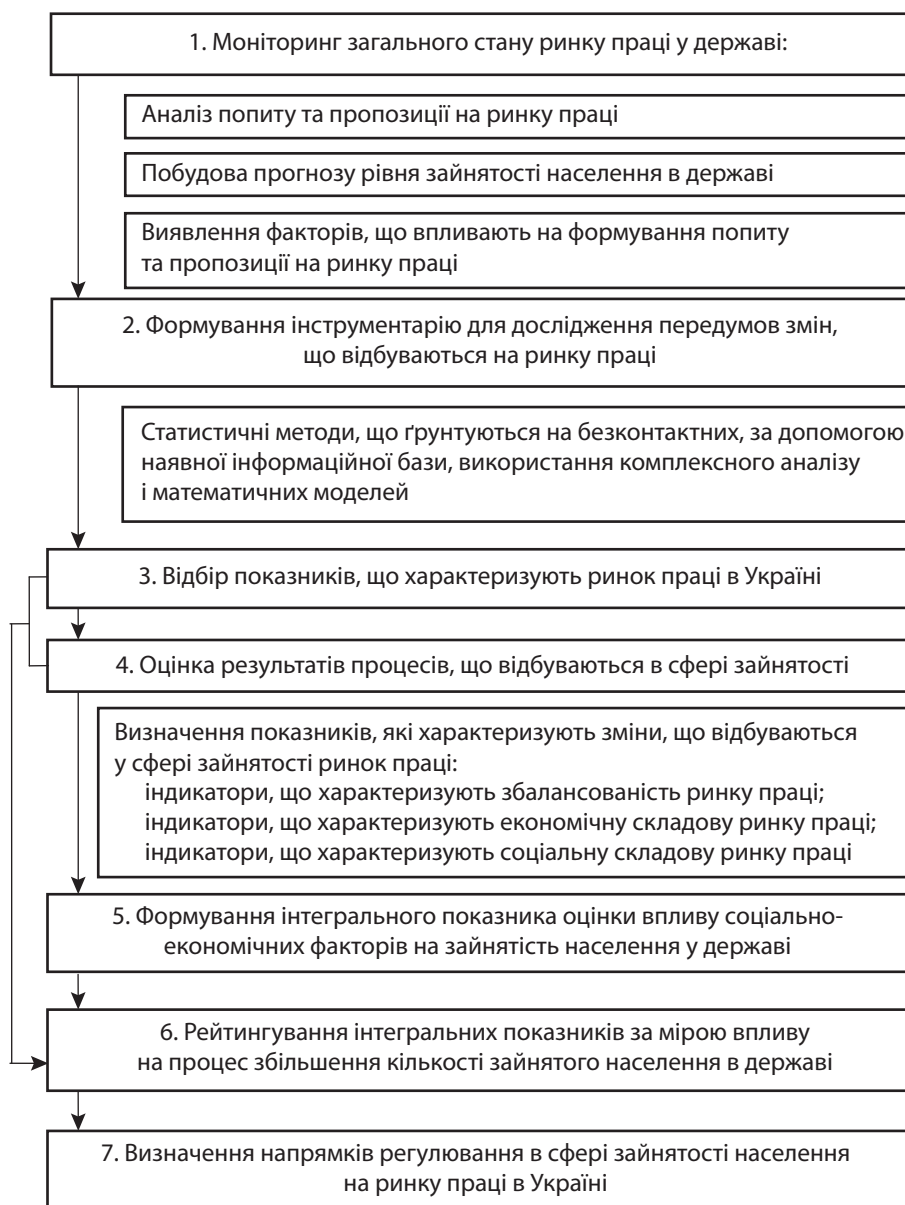 1. Моніторинг загального стану ринку праці у державі:
Аналіз попиту та пропозиції на ринку праці
Побудова прогнозу рівня зайнятості населення в державі
Виявлення факторів, що впливають на формування попиту
та пропозиції на ринку праці
2. Формування інструментарію для дослідження передумов змін,
що відбуваються на ринку праці
Статистичні методи, що ґрунтуються на безконтактних, за допомогою
наявної інформаційної бази, використання комплексного аналізу
і математичних моделей
3. Відбір показників, що характеризують ринок праці в Україні
4. Оцінка результатів процесів, що відбуваються в сфері зайнятості
Визначення показників, які характеризують зміни, що відбуваються
у сфері зайнятості ринок праці:
індикатори, що характеризують збалансованість ринку праці;
індикатори, що характеризують економічну складову ринку праці;
індикатори, що характеризують соціальну складову ринку праці
5. Формування інтегрального показника оцінки впливу соціально-
економічних факторів на зайнятість населення у державі
6. Рейтингування інтегральних показників за мірою впливу
на процес збільшення кількості зайнятого населення в державі
7. Визначення напрямків регулювання в сфері зайнятості населення
на ринку праці в Україні